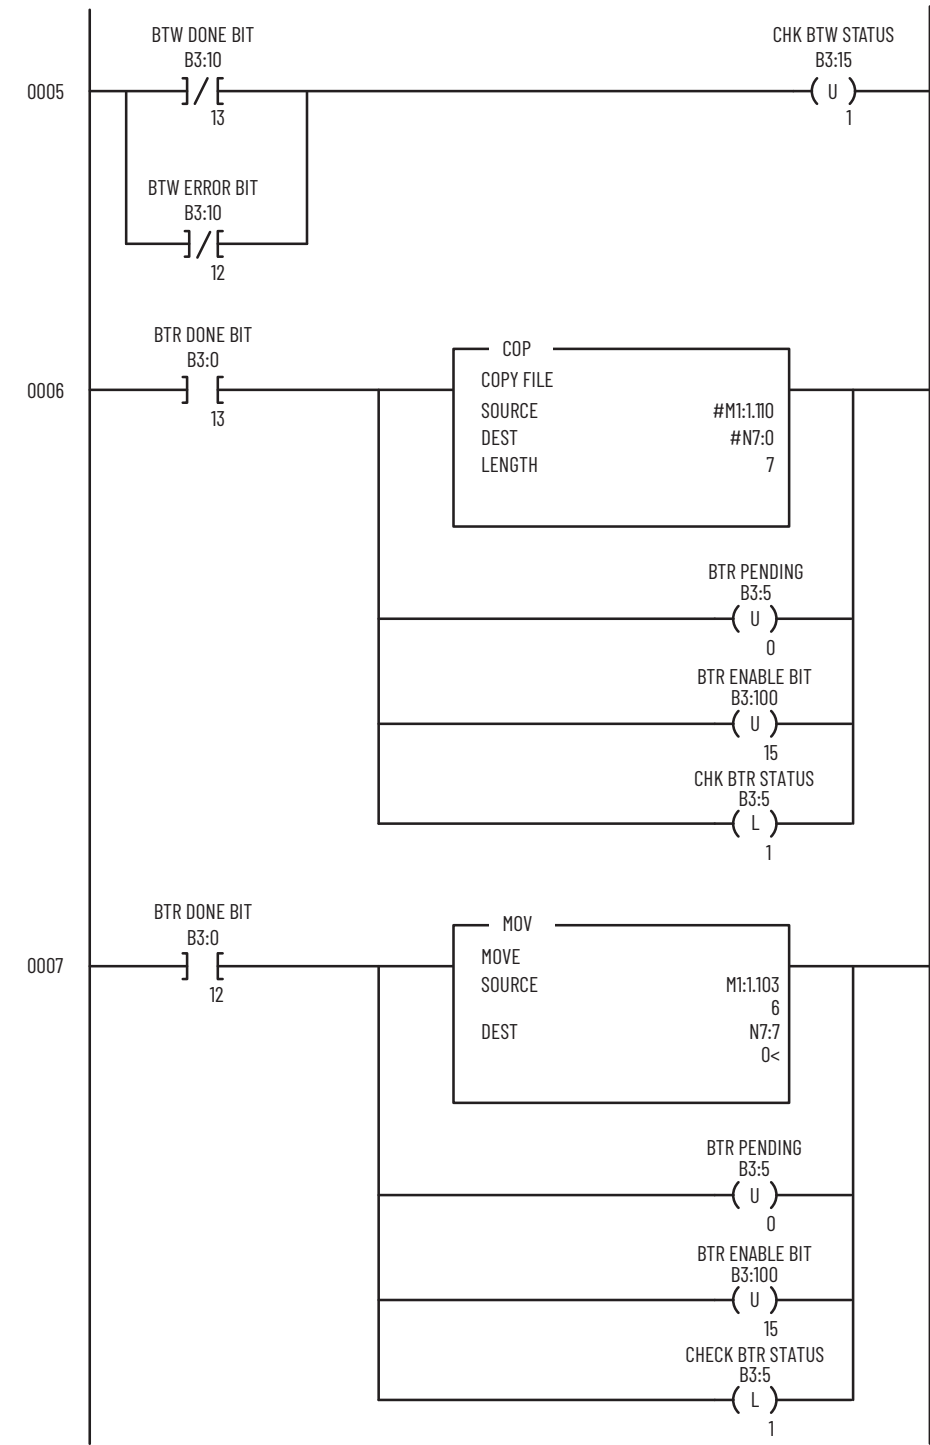 BTW DONE BIT
B3:10
13
CHK BTW STATUS
B3:15
U
1
0005
BTW ERROR BIT
B3:10
12
BTR DONE BIT
B3:0
13
0006
COP
COPY FILE
SOURCE #M1:1.110
DEST #N7:0
LENGTH 7
BTR PENDING
B3:5
U
0
BTR ENABLE BIT
B3:100
U
15
CHK BTR STATUS
B3:5
L
1
BTR DONE BIT
B3:0
12
0007
MOV
MOVE
SOURCE M1:1.103
6
DEST N7:7
0<
BTR PENDING
B3:5
U
0
BTR ENABLE BIT
B3:100
U
15
CHECK BTR STATUS
B3:5
L
1